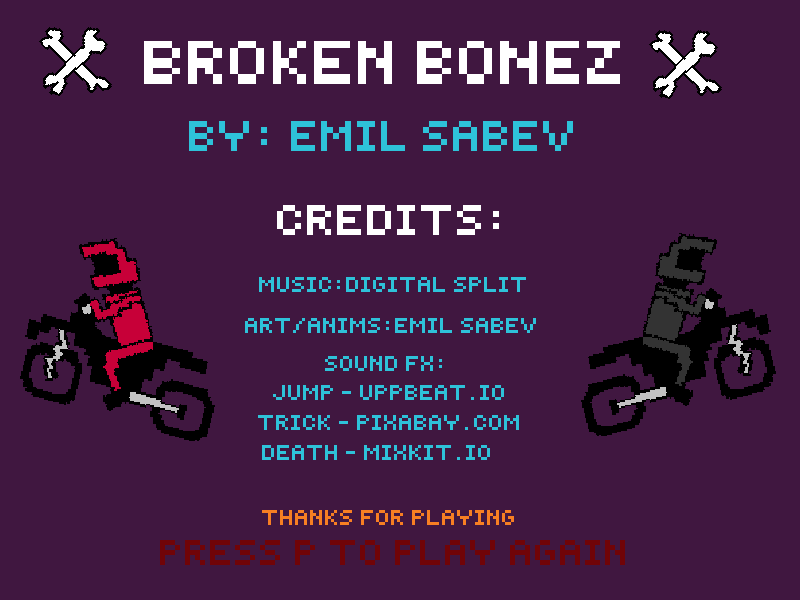 BROKEN BONEZ
BY: EMIL SABEV
CREDITS:
MUSIC:DIGITAL SPLIT
ART/ANIMS:EMIL SABEV
SOUND FX:
JUMP - UPPBEAT.IO
TRICK - PIXABAY.COM
DEATH - MIXKIT.IO
THANKS FOR PLAYING
PRESS P TO PLAY AGAIN